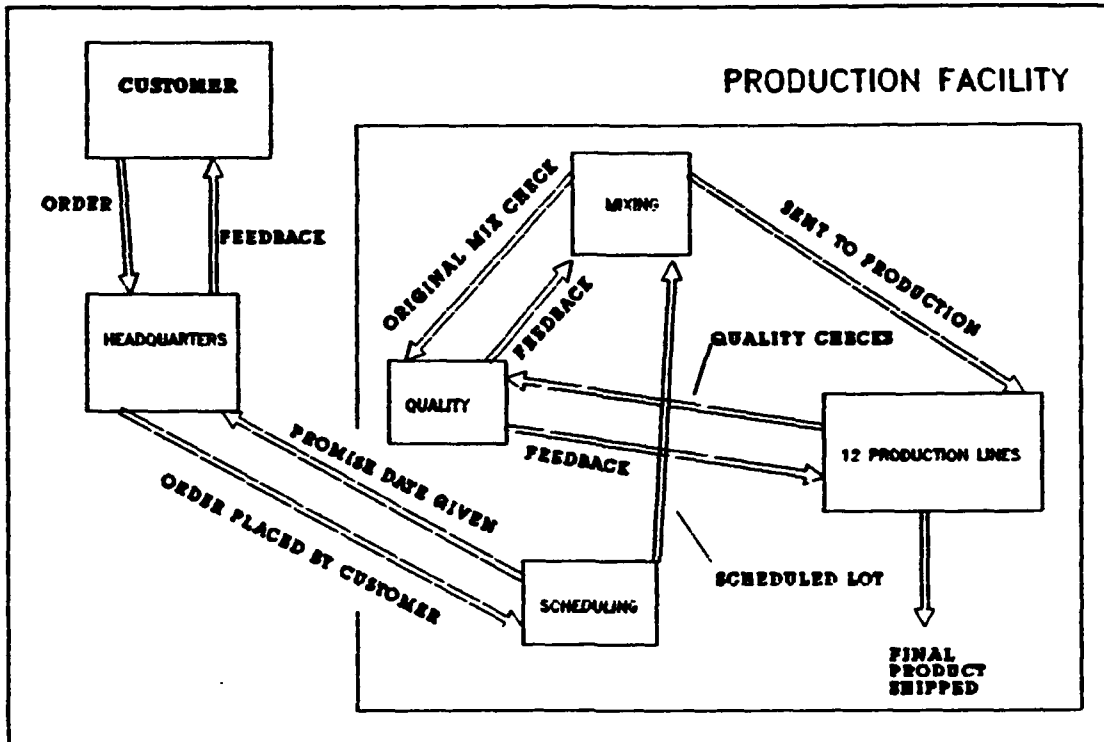 CUSTOMER
PRODUCTION FACILITY
ORDER
FEEDBACK
HEADQUARTERS
ORIGINAL MIX CHECK
MIXING
FEEDBACK
SENT TO PRODUCTION
QUALITY CHECKS
QUALITY
FEEDBACK
12 PRODUCTION LINES
PROMISE DATE GIVEN
ORDER PLACED BY CUSTOMER
SCHEDULING
SCHEDULED LOT
FINAL
PRODUCT
SHIPPED